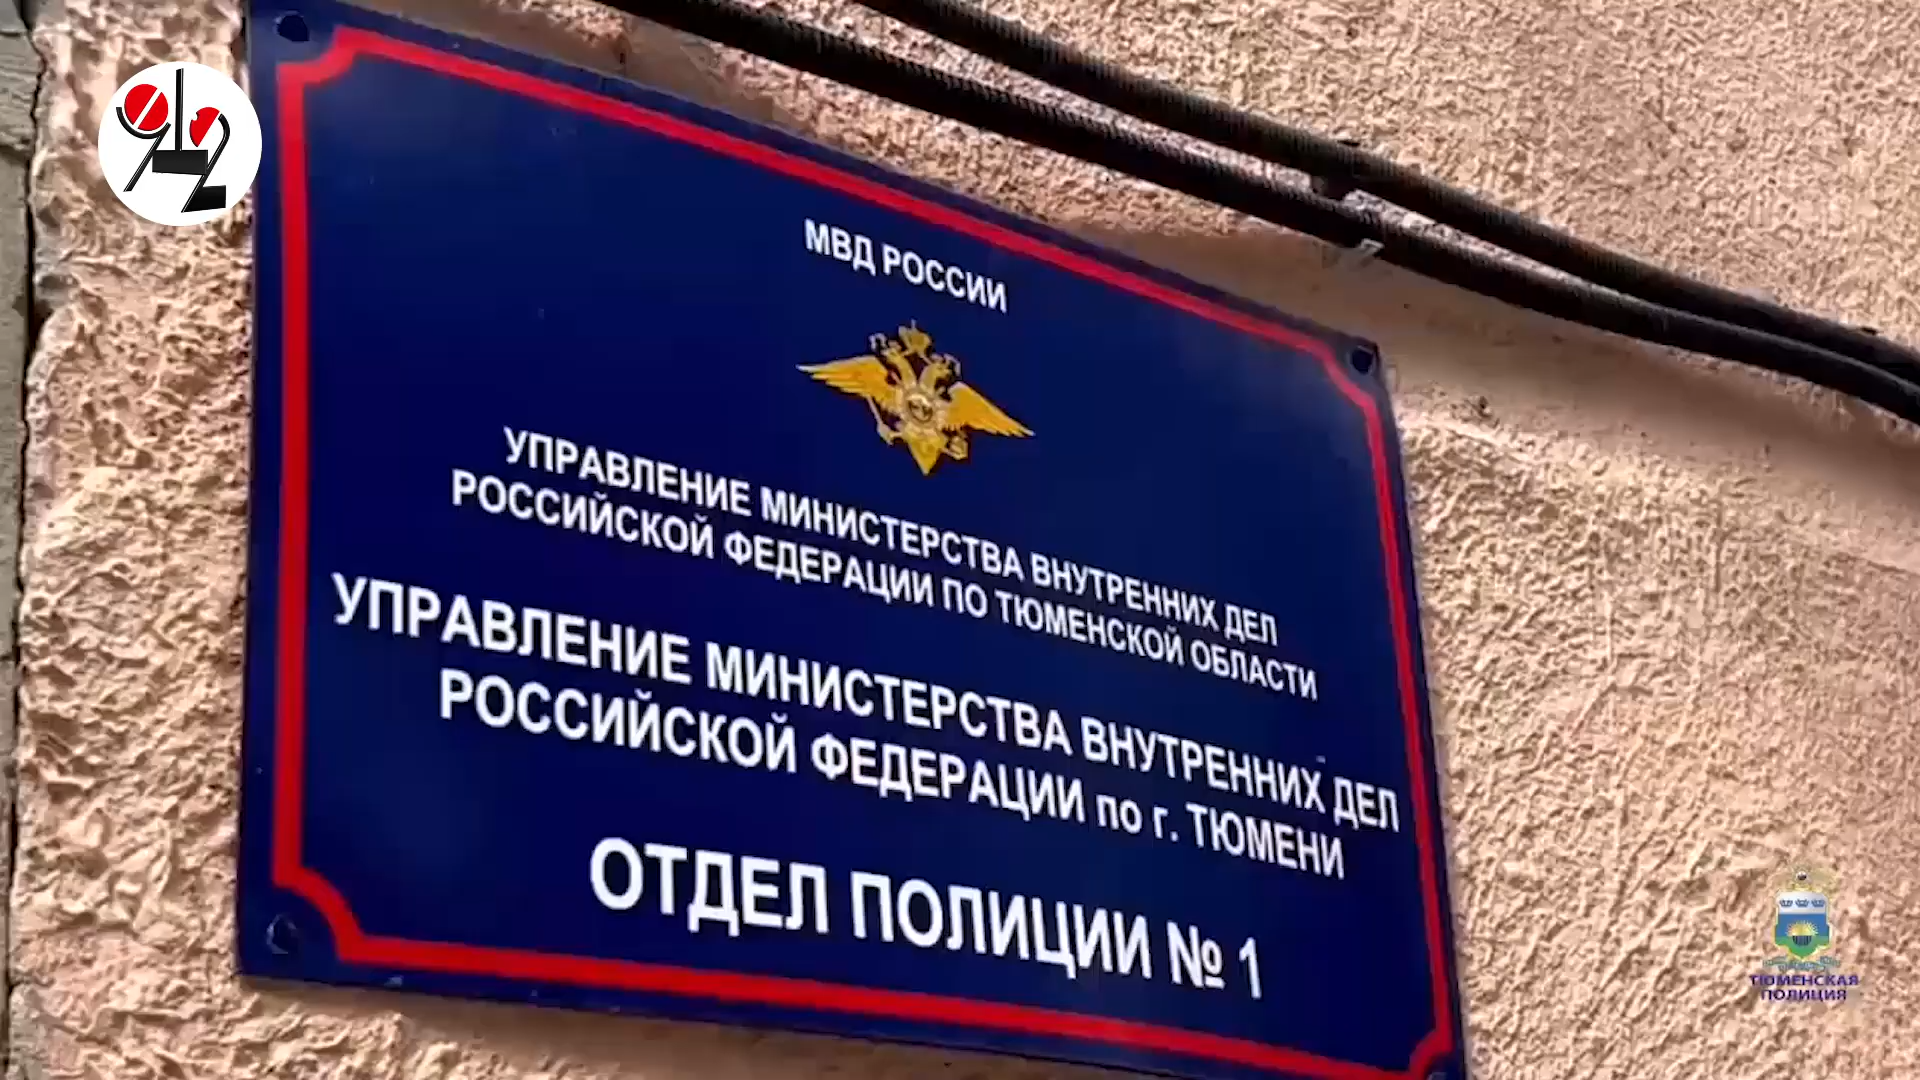 МВД РОССИИ
УПРАВЛЕНИЕ МИНИСТЕРСТВА ВНУТРЕННИХ ДЕЛ
РОССИЙСКОЙ ФЕДЕРАЦИИ ПО ТЮМЕНСКОЙ ОБЛАСТИ
УПРАВЛЕНИЕ МИНИСТЕРСТВА ВНУТРЕННИХ ДЕЛ
РОССИЙСКОЙ ФЕДЕРАЦИИ по г. ТЮМЕНИ
ОТДЕЛ ПОЛИЦИИ № 1
ТЮМЕНСКАЯ
ПОЛИЦИЯ